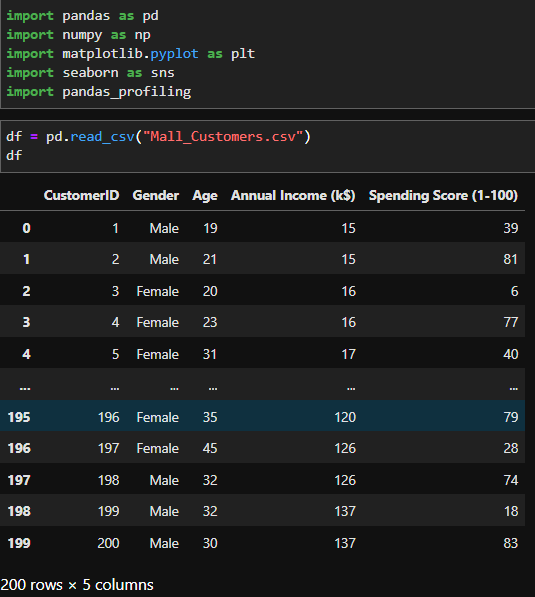 import pandas as pd
import numpy as np
import matplotlib.pyplot as plt
import seaborn as sns
import pandas_profiling
df = pd.read_csv("Mall_Customers.csv")
df
CustomerID Gender Age Annual Income (k$) Spending Score (1-100)
0 1 Male 19 15 39
1 2 Male 21 15 81
2 3 Female 20 16 6
3 4 Female 23 16 77
4 5 Female 31 17 40
... ... ... ... ... ...
195 196 Female 35 120 79
196 197 Female 45 126 28
197 198 Male 32 126 74
198 199 Male 32 137 18
199 200 Male 30 137 83
200 rows × 5 columns